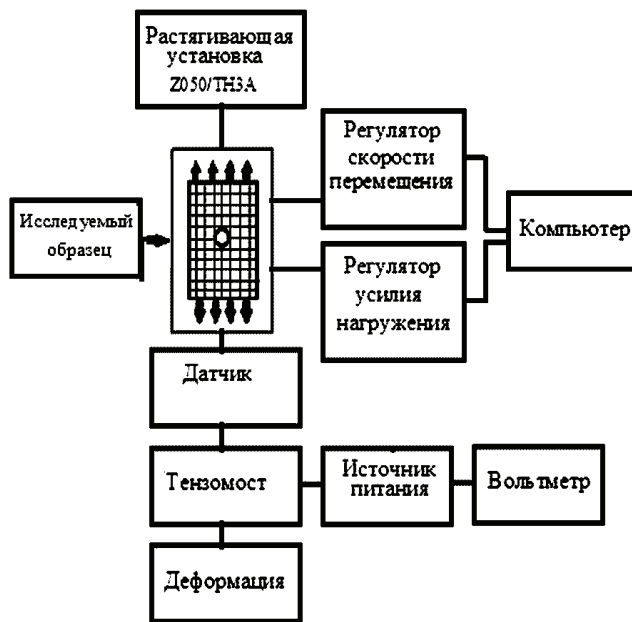 Растягивающая
установка
Z050/TH3A
Регулятор
скорости
перемещения
Исследуемый
образец
Компьютер
Регулятор
усилия
нагружения
Датчик
Тензомост
Источник
питания
Вольтметр
Деформация